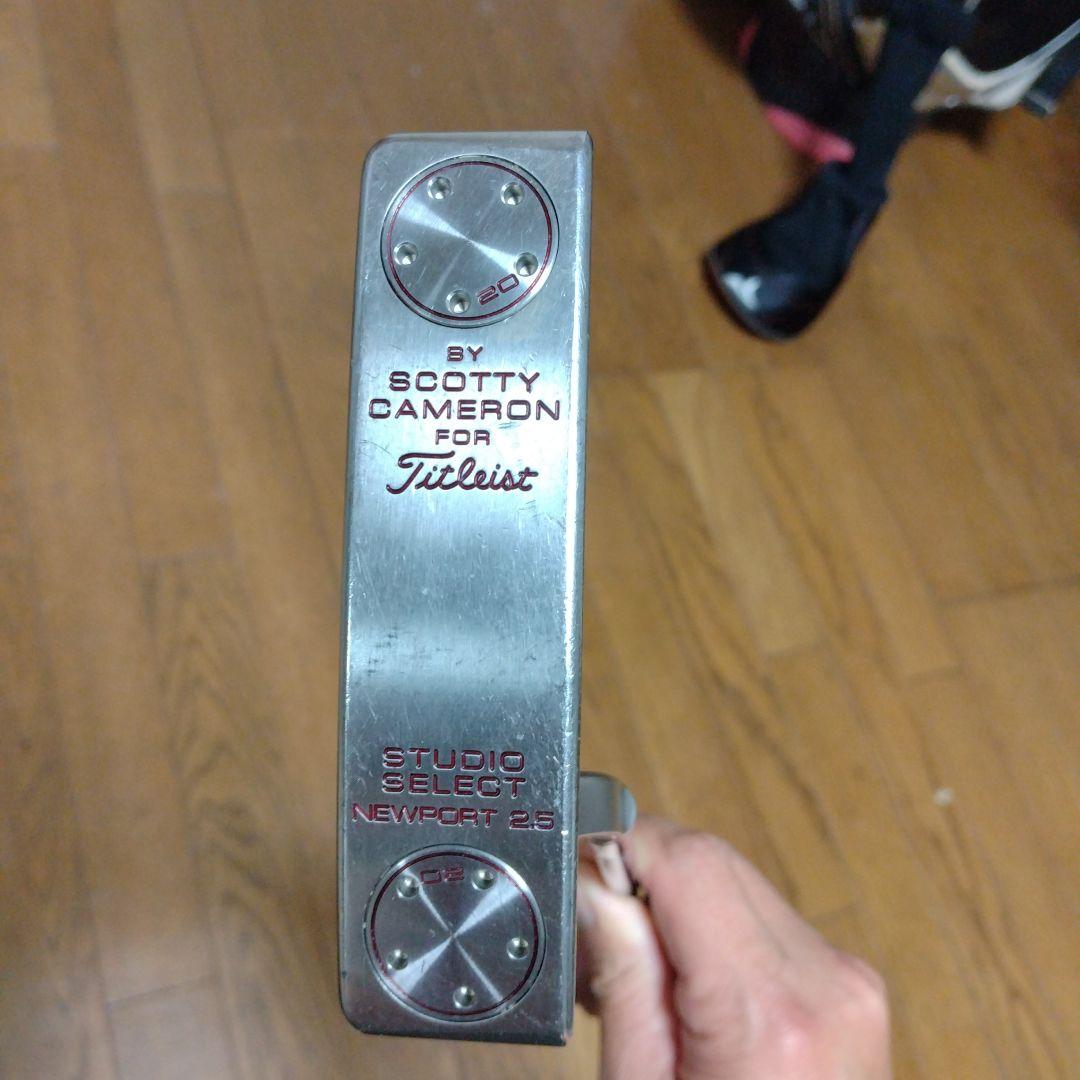 20
BY
SCOTTY
CAMERON
FOR
Titleist
STUDIO
SELECT
NEWPORT 2.5
20